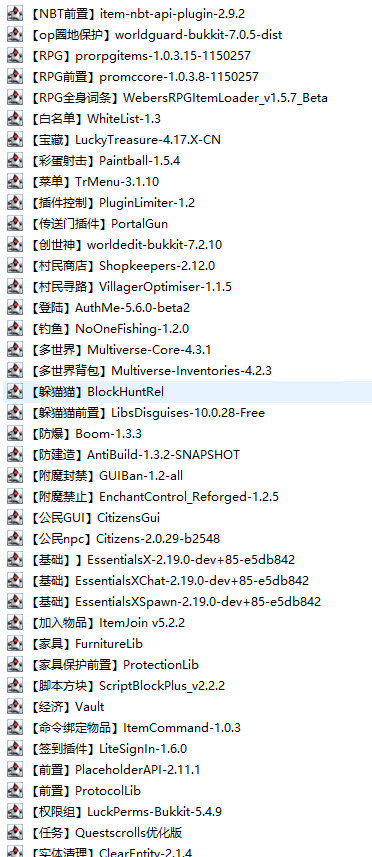 【NBT前置】item-nbt-api-plugin-2.9.2
【op圈地保护】worldguard-bukkit-7.0.5-dist
【RPG】prorpgitems-1.0.3.15-1150257
【RPG前置】promccore-1.0.3.8-1150257
【RPG全身词条】WebersRPGItemLoader_v1.5.7_Beta
【白名单】WhiteList-1.3
【宝藏】LuckyTreasure-4.17.X-CN
【彩蛋射击】Paintball-1.5.4
【菜单】TrMenu-3.1.10
【插件控制】PluginLimiter-1.2
【传送门插件】PortalGun
【创世神】worldedit-bukkit-7.2.10
【村民商店】Shopkeepers-2.12.0
【村民寻路】VillagerOptimiser-1.1.5
【登陆】AuthMe-5.6.0-beta2
【钓鱼】NoOneFishing-1.2.0
【多世界】Multiverse-Core-4.3.1
【多世界背包】Multiverse-Inventories-4.2.3
【躲猫猫】BlockHuntRel
【躲猫猫前置】LibsDisguises-10.0.28-Free
【防爆】Boom-1.3.3
【防建造】AntiBuild-1.3.2-SNAPSHOT
【附魔封禁】GUIBan-1.2-all
【附魔禁止】EnchantControl_Reforged-1.2.5
【公民GUI】CitizensGui
【公民npc】Citizens-2.0.29-b2548
【基础】】EssentialsX-2.19.0-dev+85-e5db842
【基础】EssentialsXChat-2.19.0-dev+85-e5db842
【基础】EssentialsXSpawn-2.19.0-dev+85-e5db842
【加入物品】ItemJoin v5.2.2
【家具】FurnitureLib
【家具保护前置】ProtectionLib
【脚本方块】ScriptBlockPlus_v2.2.2
【经济】Vault
【命令绑定物品】ItemCommand-1.0.3
【签到插件】LiteSignIn-1.6.0
【前置】PlaceholderAPI-2.11.1
【前置】ProtocolLib
【权限组】LuckPerms-Bukkit-5.4.9
【任务】Questscrolls优化版
【实体清理】ClearEntity-2.1.4